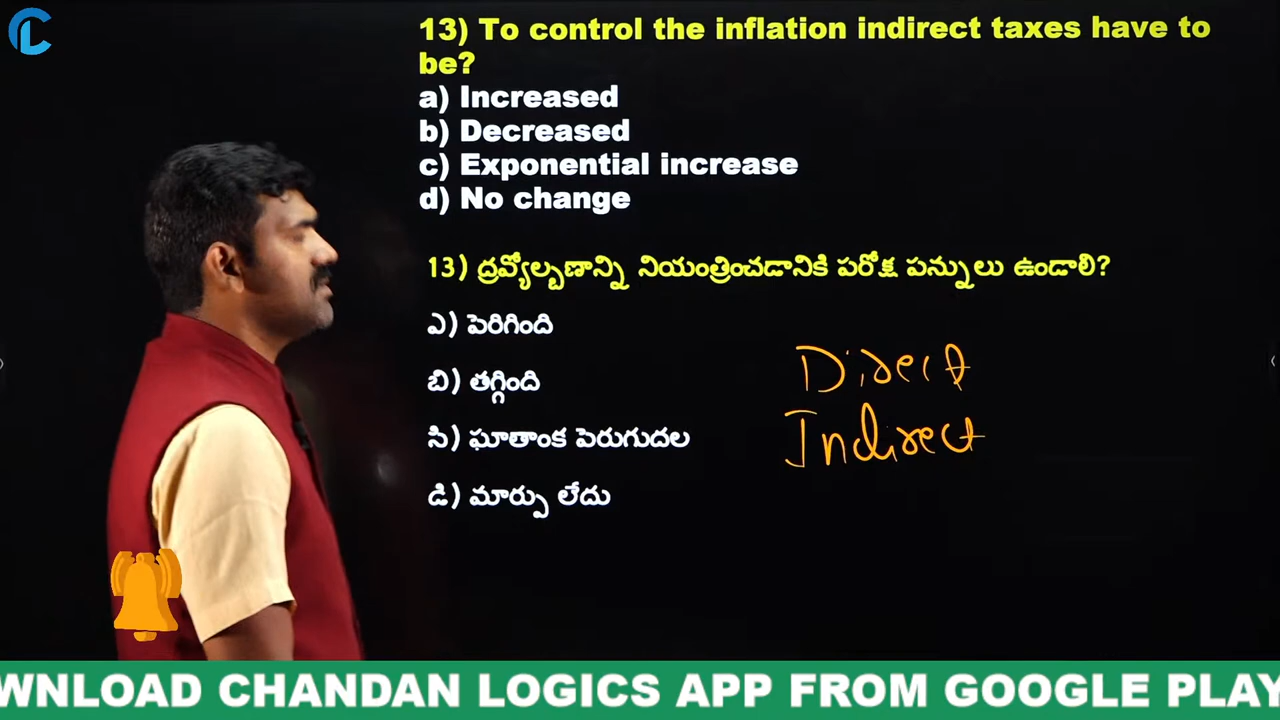 13) To control the inflation indirect taxes have to
be?
a) Increased
b) Decreased
c) Exponential increase
d) No change
13) ద్రవ్యోల్బణాన్ని నియంత్రించడానికి పరోక్ష పన్నులు ఉండాలి?
ఎ) పెరిగింది
బి) తగ్గింది
సి) ఘాతాంక పెరుగుదల
డి) మార్పు లేదు
Direct
Indirect
WNLOAD CHANDAN LOGICS APP FROM GOOGLE PLAY